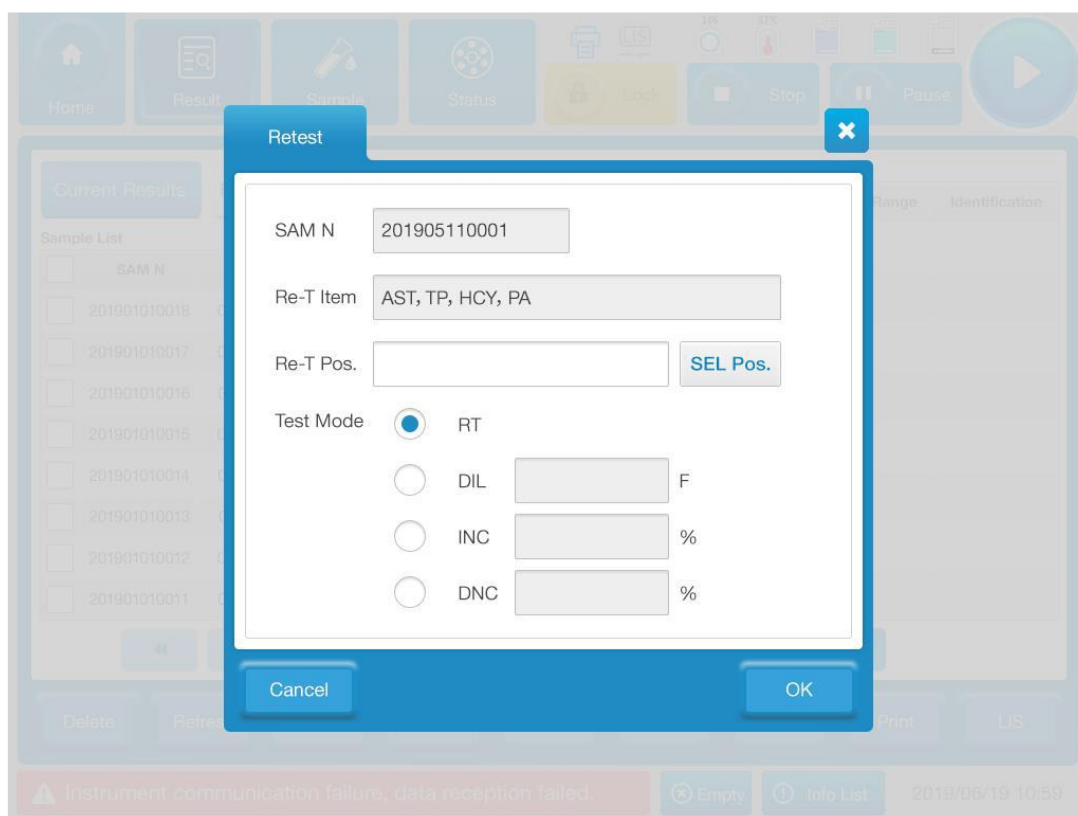 106 37°C
LIS
Home Result Sample Status Lock Stop Pause
Retest
Current Results
Range Identification
Sample List
SAM N
201901010018
201901010017
201901010016
201901010015
201901010014
201901010013
201901010012
201901010011
SAM N 201905110001
Re-T Item AST, TP, HCY, PA
Re-T Pos. SEL Pos.
Test Mode RT
DIL F
INC %
DNC %
Cancel OK
Delete Print LIS
Instrument communication failure, data reception failed. Empty Info List 2019/06/19 10:59